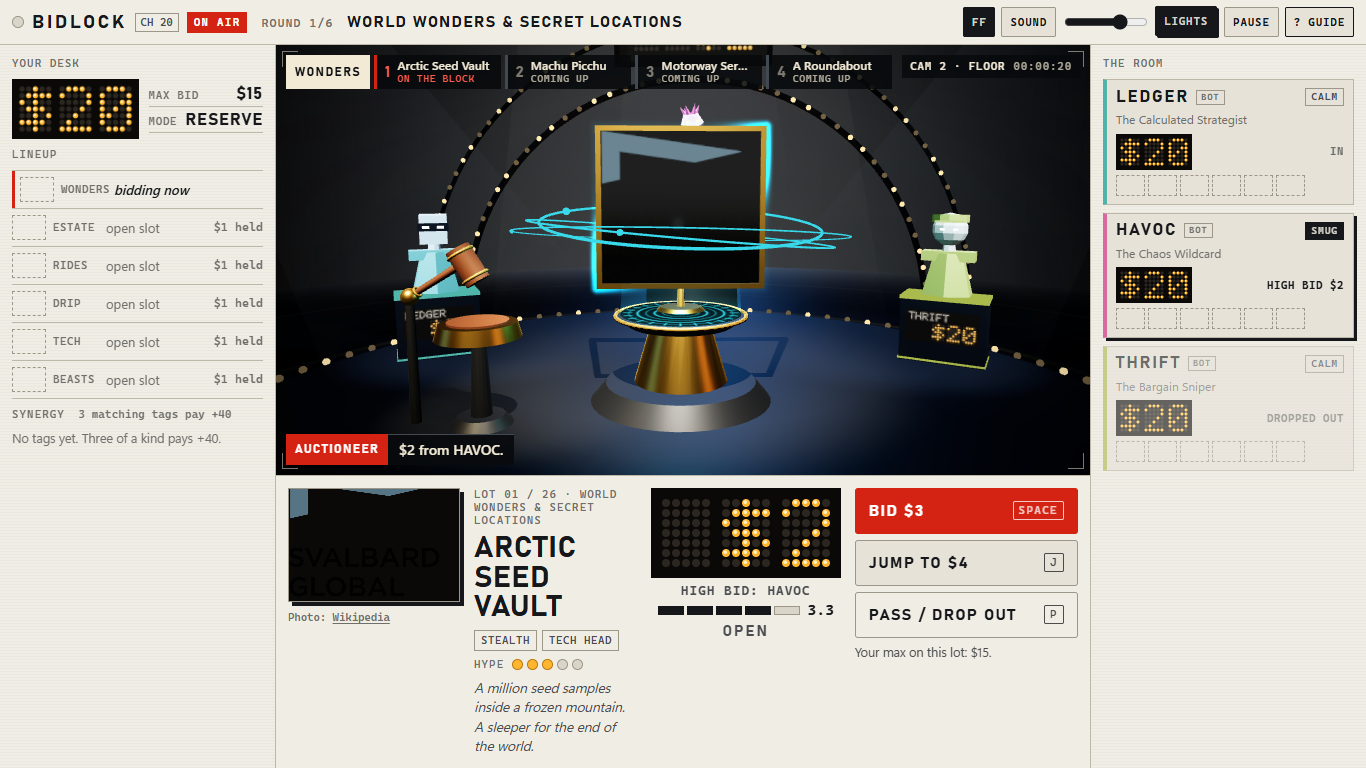 BIDLOCK CH 20 ON AIR ROUND 1/6 WORLD WONDERS & SECRET LOCATIONS FF SOUND LIGHTS PAUSE ? GUIDE
YOUR DESK
$20
MAX BID $15
MODE RESERVE
LINEUP
WONDERS bidding now
ESTATE open slot $1 held
RIDES open slot $1 held
DRIP open slot $1 held
TECH open slot $1 held
BEASTS open slot $1 held
SYNERGY 3 matching tags pay +40
No tags yet. Three of a kind pays +40.
WONDERS
1 Arctic Seed Vault
ON THE BLOCK
2 Machu Picchu
COMING UP
3 Motorway Ser...
COMING UP
4 A Roundabout
COMING UP
CAM 2 · FLOOR 00:00:20
THRIFT
$20
AUCTIONEER $2 from HAVOC.
SVALBARD
GLOBAL
Photo: Wikipedia
LOT 01 / 26 · WORLD
WONDERS & SECRET
LOCATIONS
ARCTIC
SEED
VAULT
STEALTH TECH HEAD
HYPE
A million seed samples
inside a frozen mountain.
A sleeper for the end of
the world.
$2
HIGH BID: HAVOC
3.3
OPEN
BID $3 SPACE
JUMP TO $4 J
PASS / DROP OUT P
Your max on this lot: $15.
THE ROOM
LEDGER BOT CALM
The Calculated Strategist
$20 IN
HAVOC BOT SMUG
The Chaos Wildcard
$20 HIGH BID $2
THRIFT BOT CALM
The Bargain Sniper
$20 DROPPED OUT